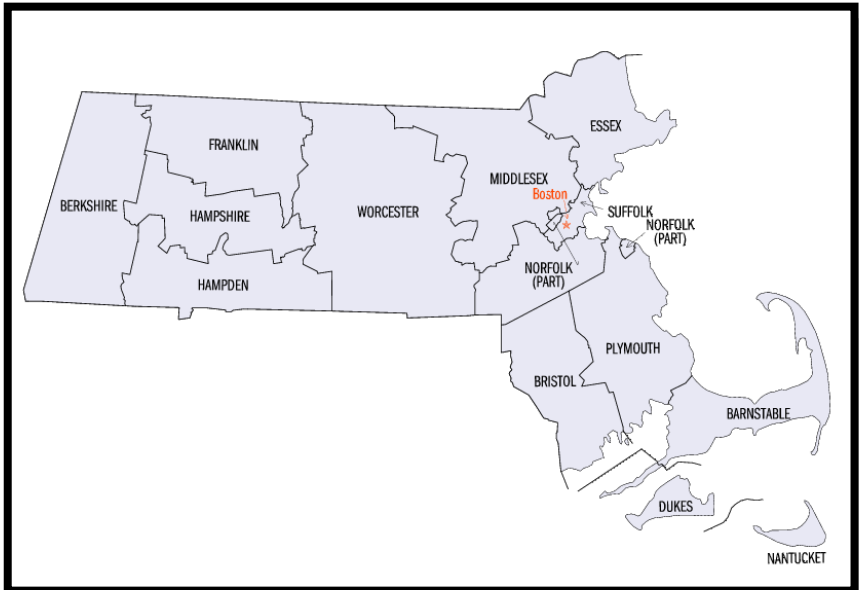 ESSEX
FRANKLIN
MIDDLESEX
Boston
BERKSHIRE
HAMPSHIRE
WORCESTER
SUFFOLK
NORFOLK
(PART)
NORFOLK
(PART)
HAMPDEN
PLYMOUTH
BRISTOL
BARNSTABLE
DUKES
NANTUCKET